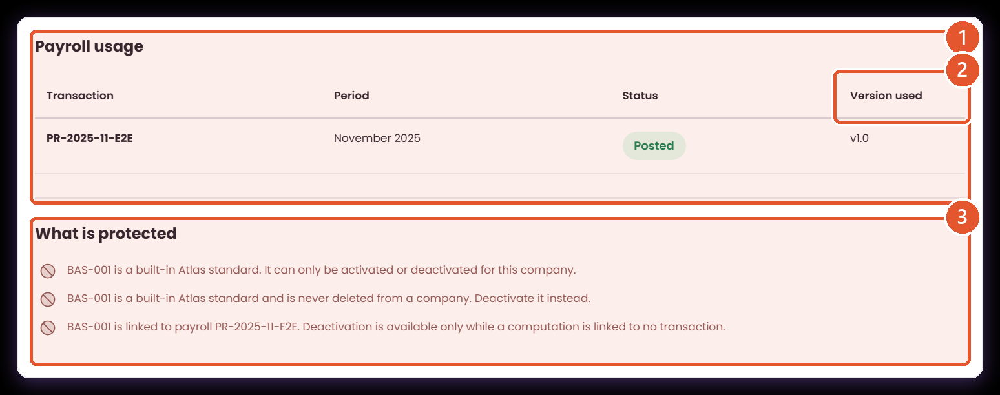 1
Payroll usage
2
Transaction Period Status Version used
PR-2025-11-E2E November 2025 Posted v1.0
3
What is protected
BAS-001 is a built-in Atlas standard. It can only be activated or deactivated for this company.
BAS-001 is a built-in Atlas standard and is never deleted from a company. Deactivate it instead.
BAS-001 is linked to payroll PR-2025-11-E2E. Deactivation is available only while a computation is linked to no transaction.